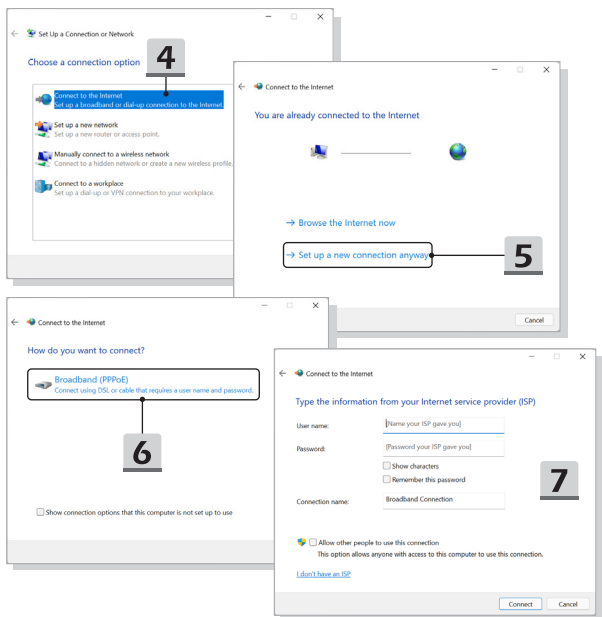 Set Up a Connection or Network
Choose a connection option
4
Connect to the Internet
Set up a broadband or dial-up connection to the Internet.
Set up a new network
Set up a new router or access point.
Manually connect to a wireless network
Connect to a hidden network or create a new wireless profile.
Connect to a workplace
Set up a dial-up or VPN connection to your workplace.
Connect to the Internet
You are already connected to the Internet
Browse the Internet now
Set up a new connection anyway
5
Cancel
Connect to the Internet
How do you want to connect?
Broadband (PPPoE)
Connect using DSL or cable that requires a user name and password.
6
Show connection options that this computer is not set up to use
Connect to the Internet
Type the information from your Internet service provider (ISP)
User name:
[Name your ISP gave you]
Password:
[Password your ISP gave you]
Show characters
Remember this password
7
Connection name:
Broadband Connection
Allow other people to use this connection
This option allows anyone with access to this computer to use this connection.
I don't have an ISP
Connect
Cancel